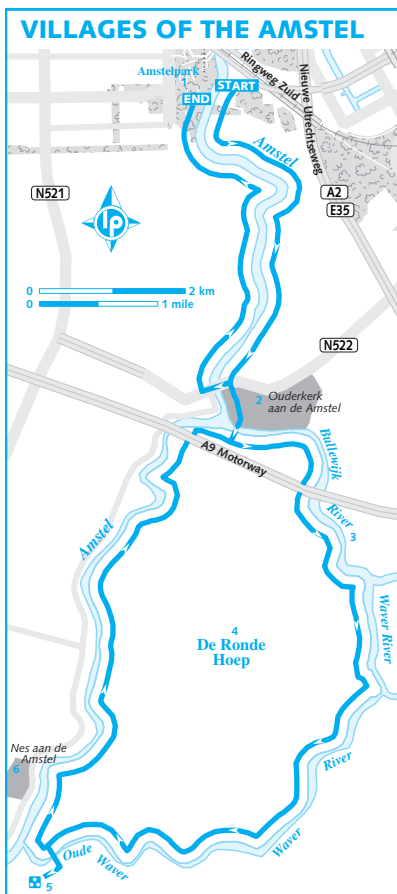 VILLAGES OF THE AMSTEL
Amstelpark
1
START
END
Ringweg Zuid
Nieuwe Utrechtseweg
Amstel
N521
A2
E35
lp
0 2 km
0 1 mile
N522
2 Ouderkerk
aan de Amstel
A9 Motorway
Bullewijk
River
3
Amstel
Waver River
4
De Ronde
Hoep
Nes aan de
Amstel
6
River
Waver
Oude
Waver
5